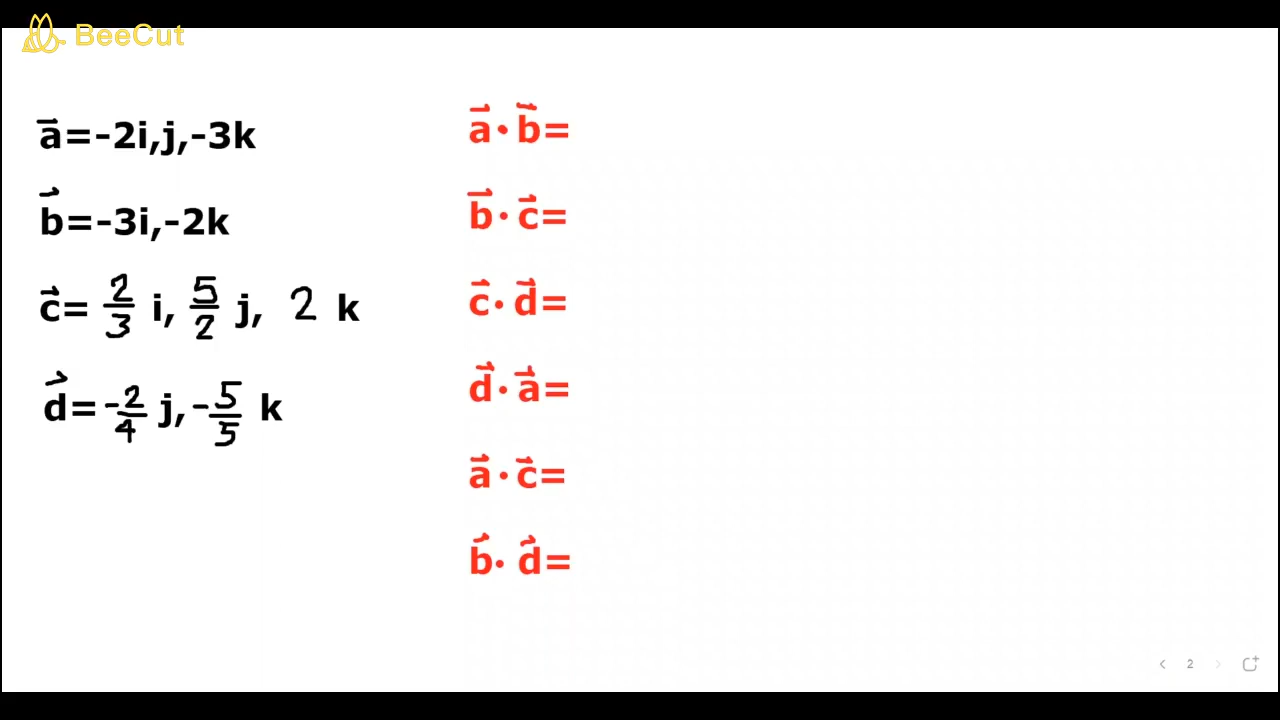 BeeCut
a⃗=-2i,j,-3k
b⃗=-3i,-2k
c⃗= 2/3 i, 5/2 j, 2 k
d⃗=-2/4 j,-5/5 k
a⃗·b⃗=
b⃗·c⃗=
c⃗·d⃗=
d⃗·a⃗=
a⃗·c⃗=
b⃗·d⃗=
2